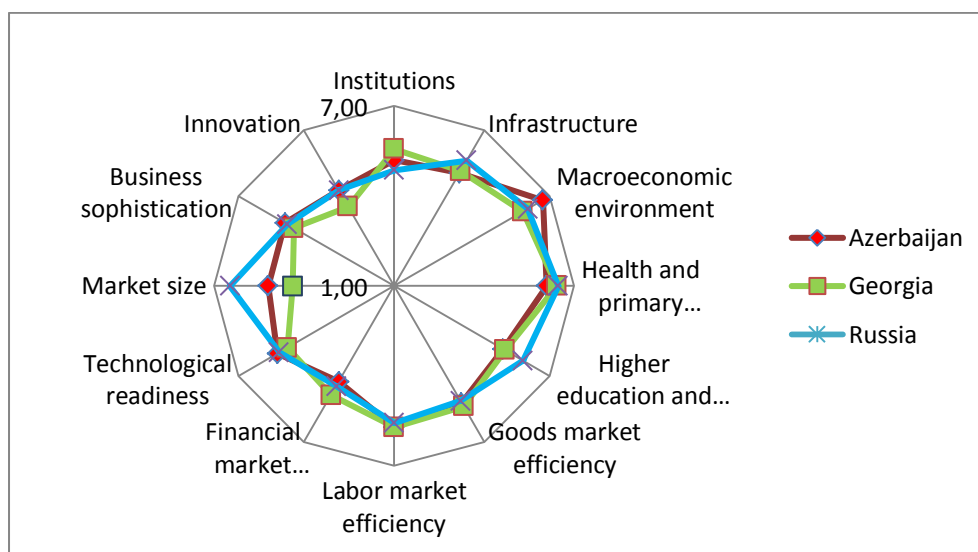 Institutions
7,00
Innovation
Infrastructure
Business
sophistication
Macroeconomic
environment
Azerbaijan
Market size
1,00
Health and
primary...
Georgia
Russia
Technological
readiness
Higher
education and...
Financial
market...
Goods market
efficiency
Labor market
efficiency